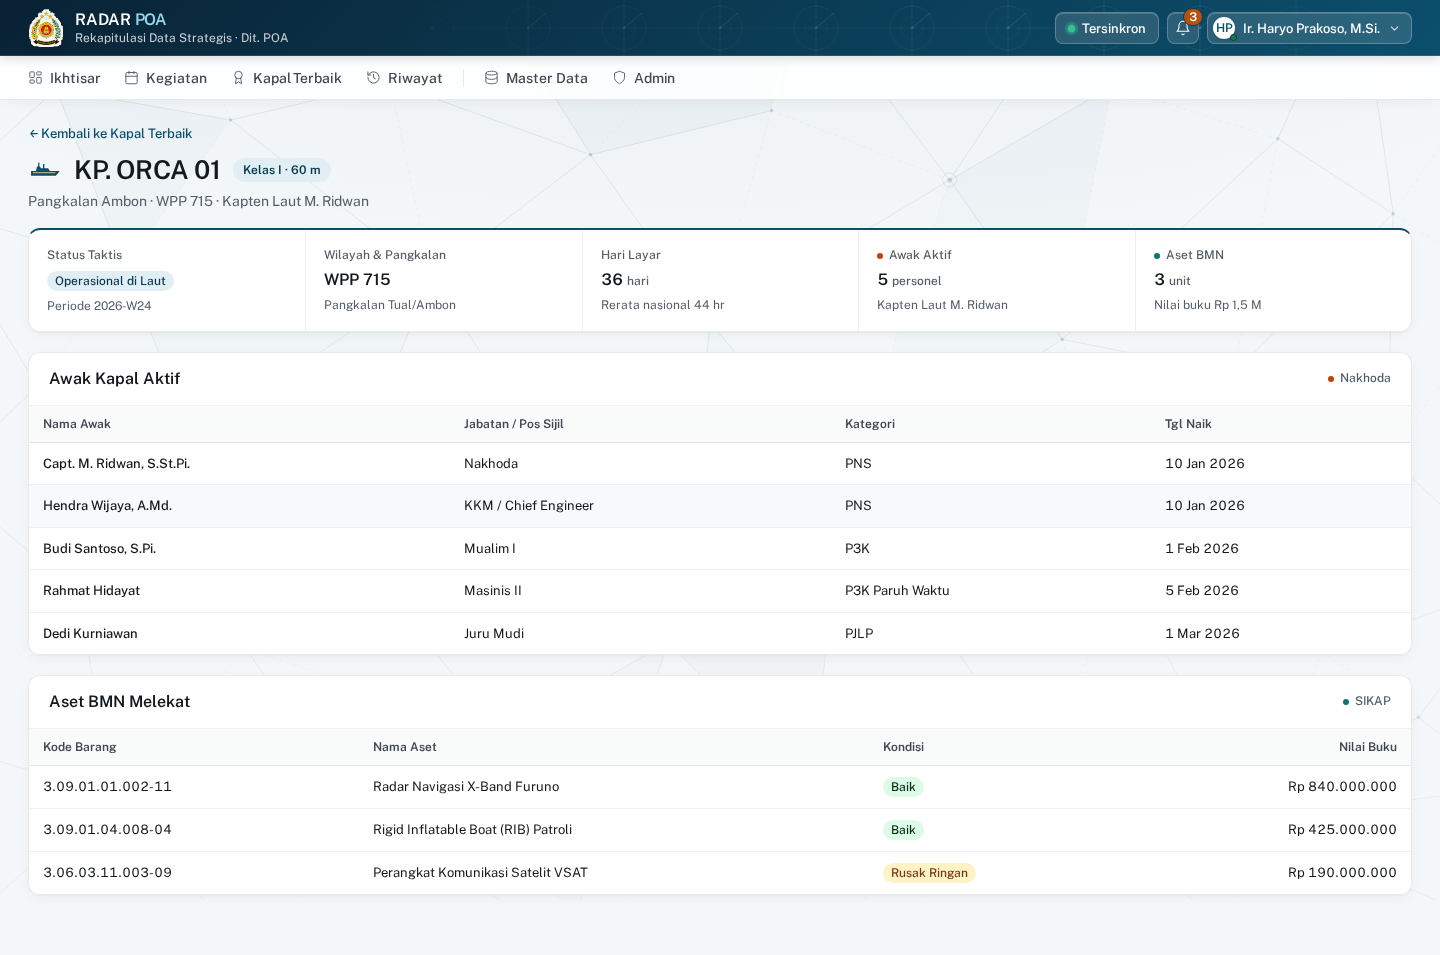 RADAR POA
Rekapitulasi Data Strategis · Dit. POA
Tersinkron
3
HP Ir. Haryo Prakoso, M.Si.
Ikhtisar
Kegiatan
Kapal Terbaik
Riwayat
Master Data
Admin
← Kembali ke Kapal Terbaik
KP. ORCA 01
Kelas I · 60 m
Pangkalan Ambon · WPP 715 · Kapten Laut M. Ridwan
Status Taktis
Operasional di Laut
Periode 2026-W24
Wilayah & Pangkalan
WPP 715
Pangkalan Tual/Ambon
Hari Layar
36 hari
Rerata nasional 44 hr
Awak Aktif
5 personel
Kapten Laut M. Ridwan
Aset BMN
3 unit
Nilai buku Rp 1,5 M
Awak Kapal Aktif
Nakhoda
Nama Awak Jabatan / Pos Sijil Kategori Tgl Naik
Capt. M. Ridwan, S.St.Pi. Nakhoda PNS 10 Jan 2026
Hendra Wijaya, A.Md. KKM / Chief Engineer PNS 10 Jan 2026
Budi Santoso, S.Pi. Mualim I P3K 1 Feb 2026
Rahmat Hidayat Masinis II P3K Paruh Waktu 5 Feb 2026
Dedi Kurniawan Juru Mudi PJLP 1 Mar 2026
Aset BMN Melekat
SIKAP
Kode Barang Nama Aset Kondisi Nilai Buku
3.09.01.01.002-11 Radar Navigasi X-Band Furuno Baik Rp 840.000.000
3.09.01.04.008-04 Rigid Inflatable Boat (RIB) Patroli Baik Rp 425.000.000
3.06.03.11.003-09 Perangkat Komunikasi Satelit VSAT Rusak Ringan Rp 190.000.000